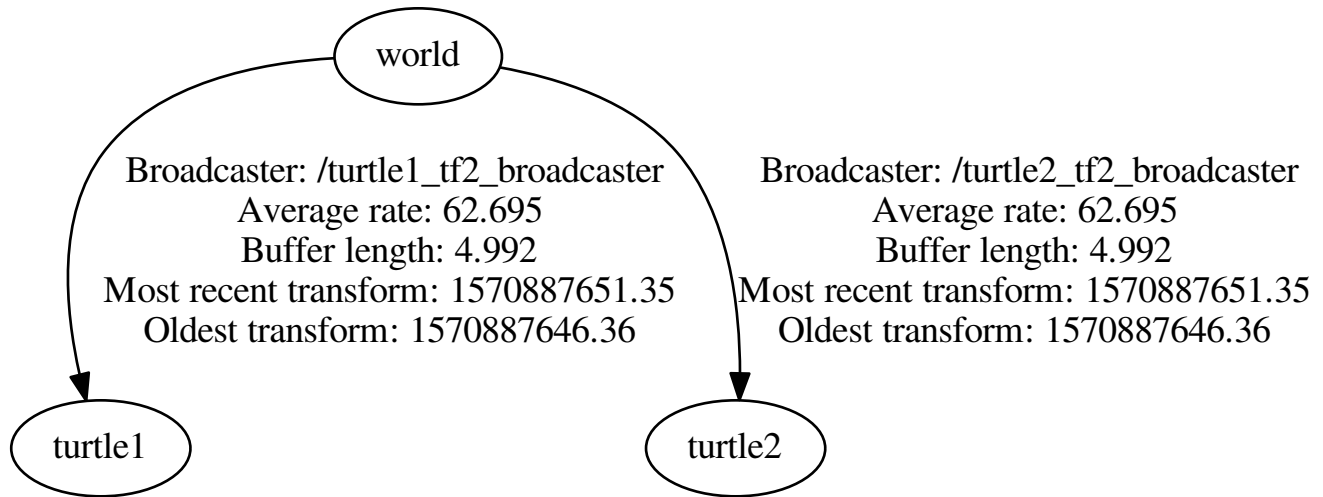 world
Broadcaster: /turtle1_tf2_broadcaster
Average rate: 62.695
Buffer length: 4.992
Most recent transform: 1570887651.35
Oldest transform: 1570887646.36
Broadcaster: /turtle2_tf2_broadcaster
Average rate: 62.695
Buffer length: 4.992
Most recent transform: 1570887651.35
Oldest transform: 1570887646.36
turtle1
turtle2